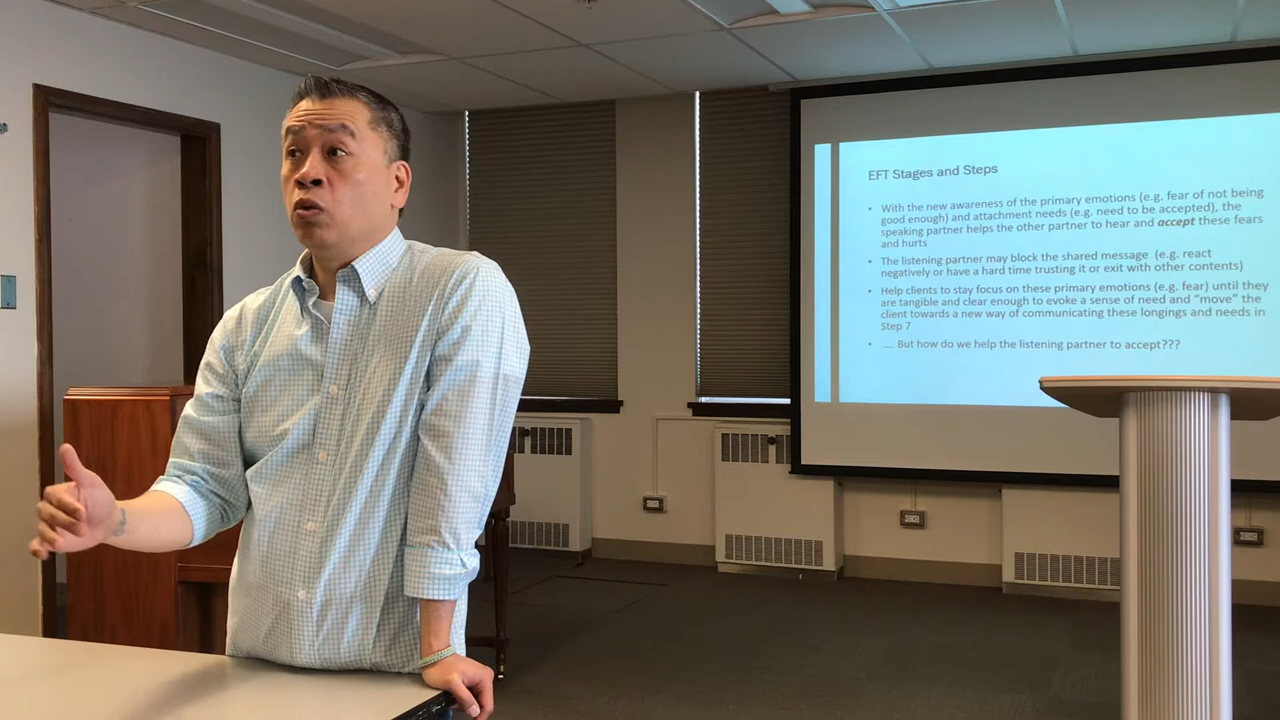 EFT Stages and Steps
• With the new awareness of the primary emotions (e.g. fear of not being
good enough) and attachment needs (e.g. need to be accepted), the
speaking partner helps the other partner to hear and accept these fears
and hurts
• The listening partner may block the shared message (e.g. react
negatively or have a hard time trusting it or exit with other contents)
• Help clients to stay focus on these primary emotions (e.g. fear) until they
are tangible and clear enough to evoke a sense of need and “move” the
client towards a new way of communicating these longings and needs in
Step 7
• .... But how do we help the listening partner to accept???